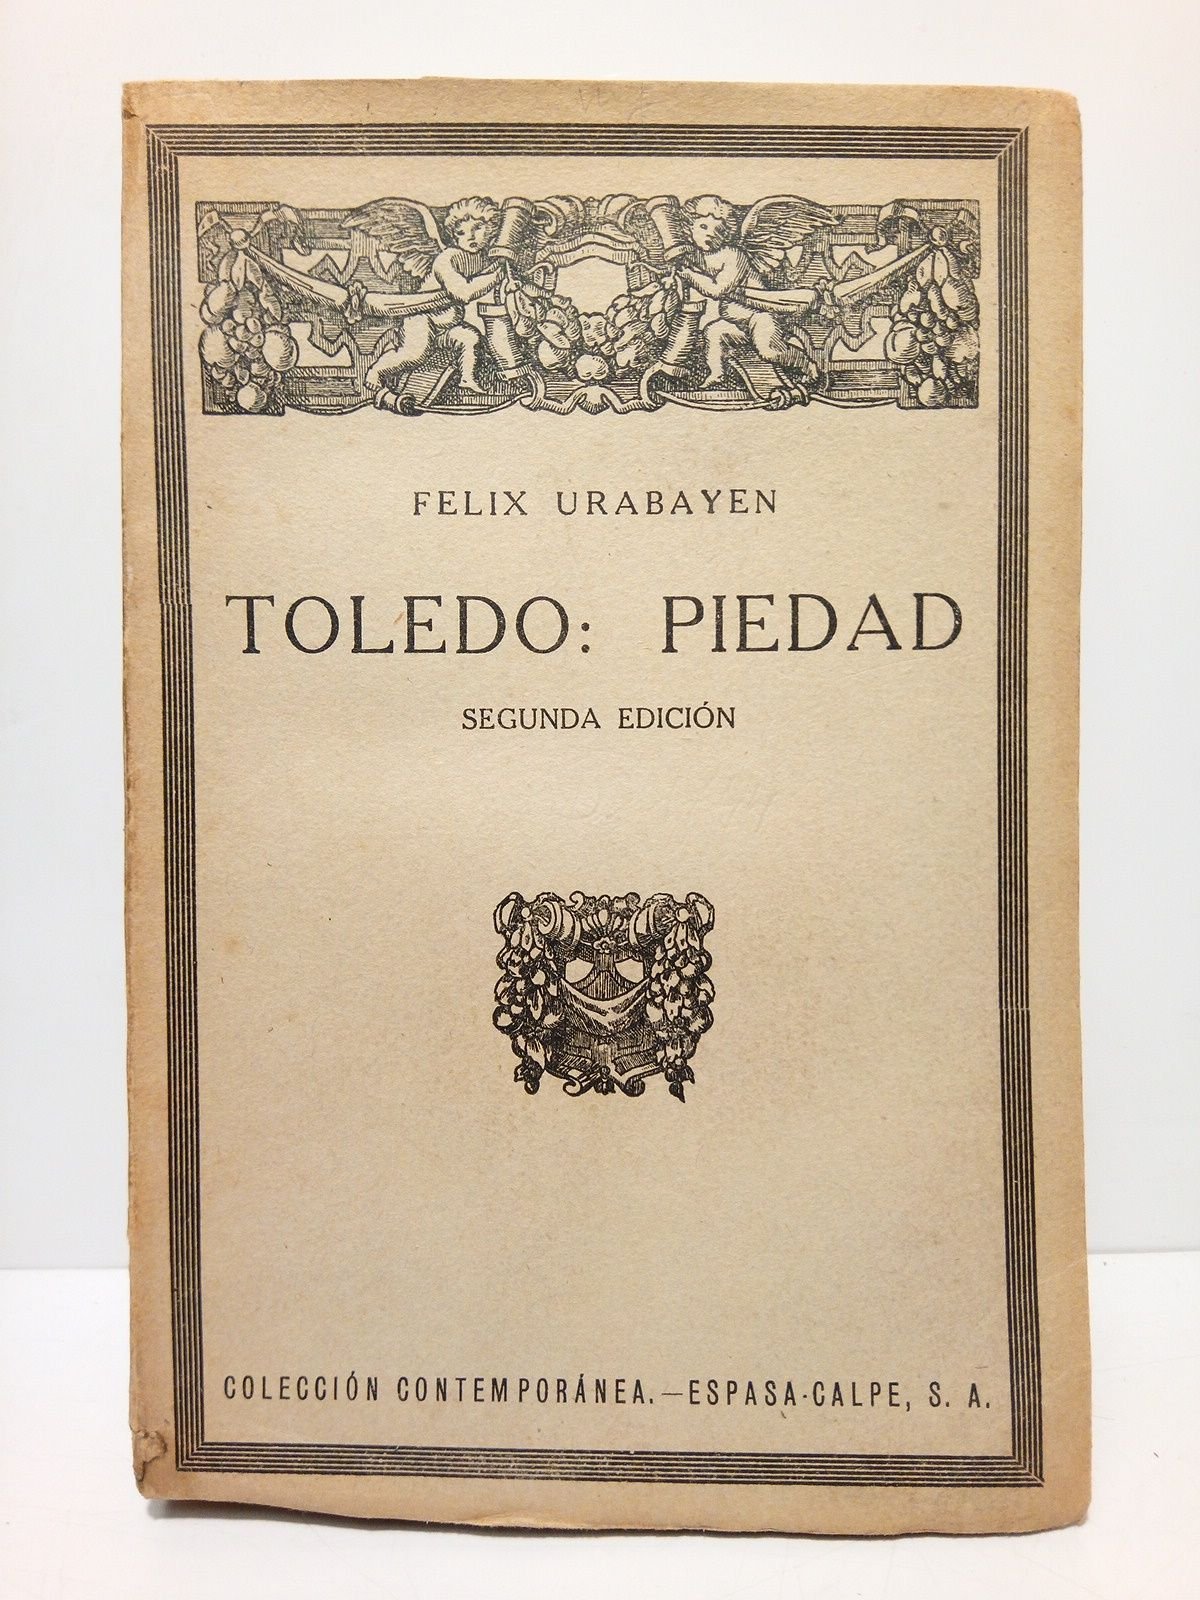 FELIX URABAYEN
TOLEDO: PIEDAD
SEGUNDA EDICIÓN
COLECCIÓN CONTEMPORÁNEA.—ESPASA-CALPE, S. A.